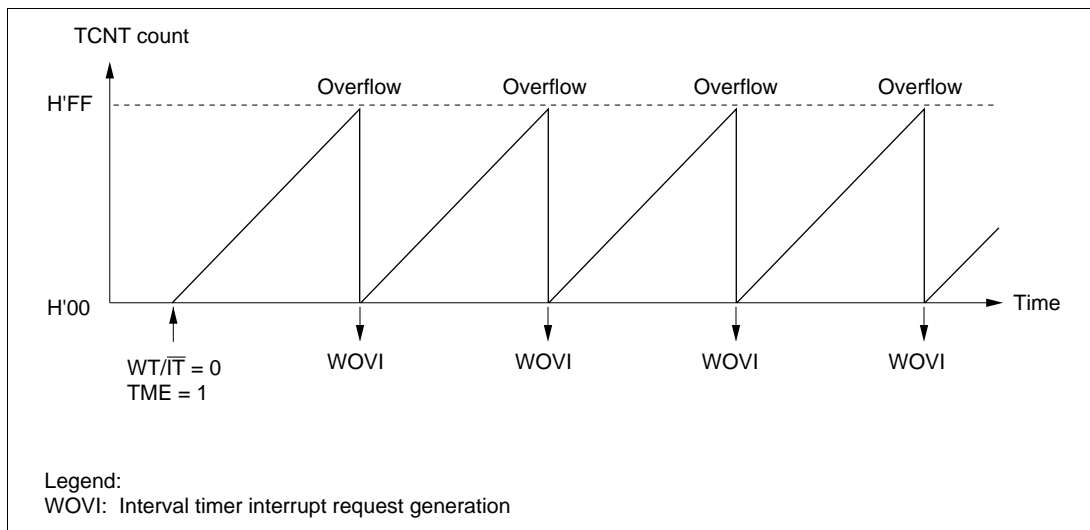 TCNT count
Overflow Overflow Overflow Overflow
H'FF
H'00
Time
WOVI WOVI WOVI WOVI
WT/I̅T̅ = 0
TME = 1
Legend:
WOVI: Interval timer interrupt request generation